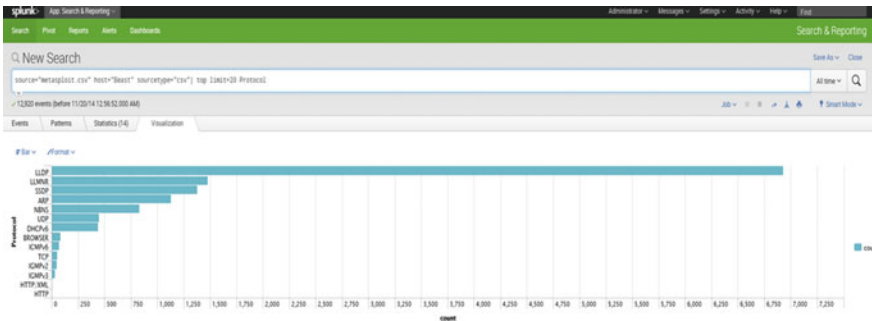 splunk> App: Search & Reporting
Administrator Messages Settings Activity Help Find
Search Pivot Reports Alerts Dashboards Search & Reporting
New Search Save As Close
source="metasploit.csv" host="Beast" sourcetype="csv"| top limit=20 Protocol All time
12,920 events (before 11/20/14 12:56:52.000 AM) Job Smart Mode
Events Patterns Statistics (14) Visualization
Bar Format
LLDP
LLMNR
SSDP
ARP
NBNS
UDP
DHCPv6
BROWSER
ICMPv6
TCP
IGMPv2
IGMPv3
HTTP/XML
HTTP
Protocol
cou
0 250 500 750 1,000 1,250 1,500 1,750 2,000 2,250 2,500 2,750 3,000 3,250 3,500 3,750 4,000 4,250 4,500 4,750 5,000 5,250 5,500 5,750 6,000 6,250 6,500 6,750 7,000 7,250
count